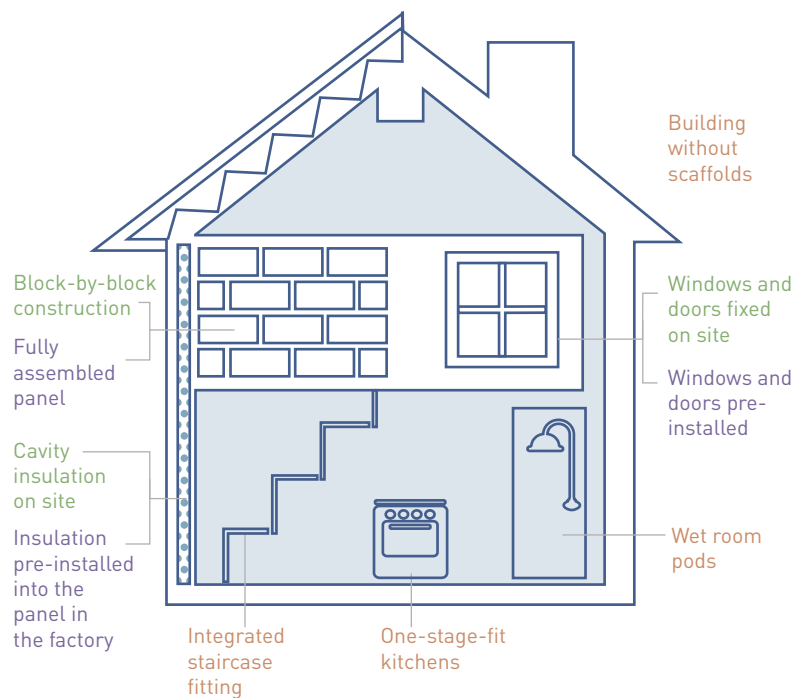 Building
without
scaffolds
Block-by-block
construction
Fully
assembled
panel
Cavity
insulation
on site
Insulation
pre-installed
into the
panel in
the factory
Windows and
doors fixed
on site
Windows and
doors pre-
installed
Wet room
pods
Integrated
staircase
fitting
One-stage-fit
kitchens